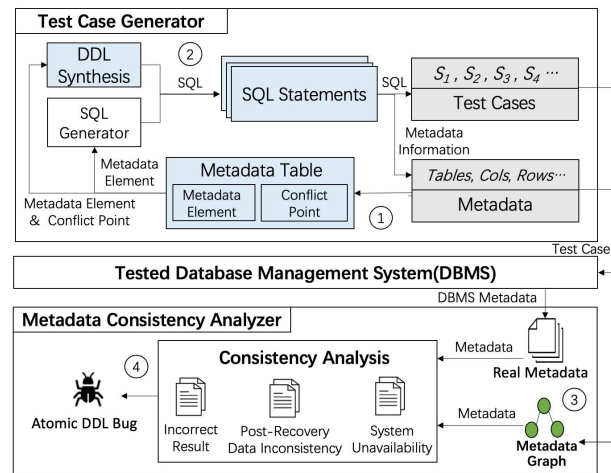 Test Case Generator
DDL
Synthesis
②
SQL
SQL Statements
SQL
S1 , S2 , S3 , S4 ···
Test Cases
SQL
Generator
Metadata
Information
Metadata
Element
Metadata Table
Metadata
Element
Conflict
Point
Tables, Cols, Rows···
Metadata
Metadata Element
& Conflict Point
①
Test Case
Tested Database Management System(DBMS)
DBMS Metadata
Metadata Consistency Analyzer
Consistency Analysis
Metadata
Real Metadata
④
③
Atomic DDL Bug
Incorrect
Result
Post-Recovery
Data Inconsistency
System
Unavailability
Metadata
Metadata
Graph